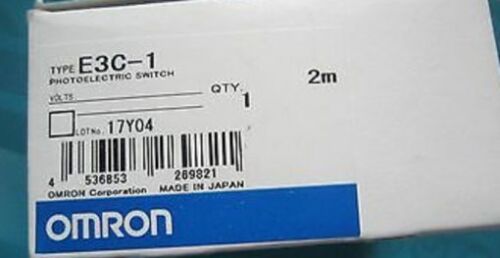 TYPE E3C-1
PHOTOELECTRIC SWITCH
VOLTS
QTY. 1
2m
LOT No. 17Y04
4 536853 269821
OMRON Corporation MADE IN JAPAN
OMRON